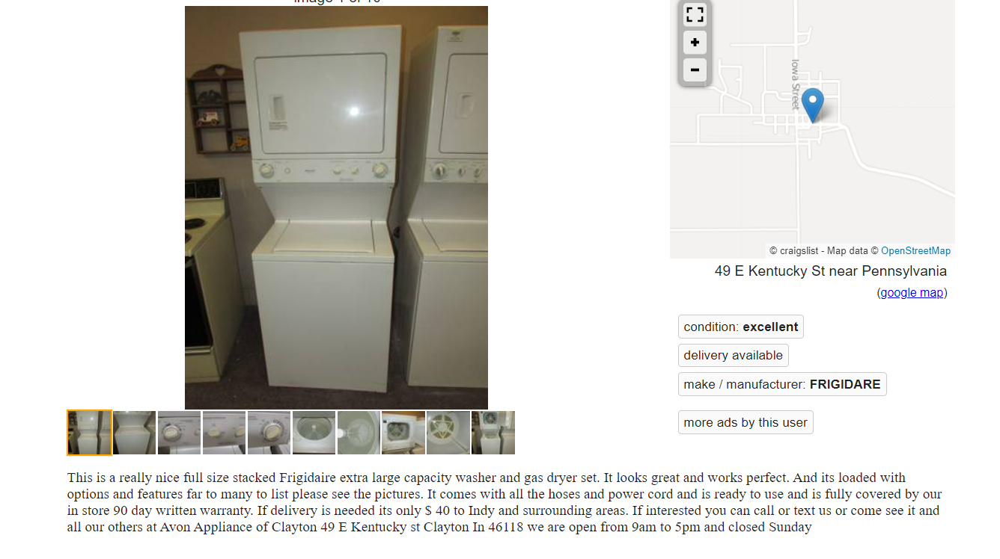 Iowa Street
© craigslist - Map data © OpenStreetMap
49 E Kentucky St near Pennsylvania
(google map)
condition: excellent
delivery available
make / manufacturer: FRIGIDARE
more ads by this user
This is a really nice full size stacked Frigidaire extra large capacity washer and gas dryer set. It looks great and works perfect. And its loaded with
options and features far to many to list please see the pictures. It comes with all the hoses and power cord and is ready to use and is fully covered by our
in store 90 day written warranty. If delivery is needed its only $ 40 to Indy and surrounding areas. If interested you can call or text us or come see it and
all our others at Avon Appliance of Clayton 49 E Kentucky st Clayton In 46118 we are open from 9am to 5pm and closed Sunday